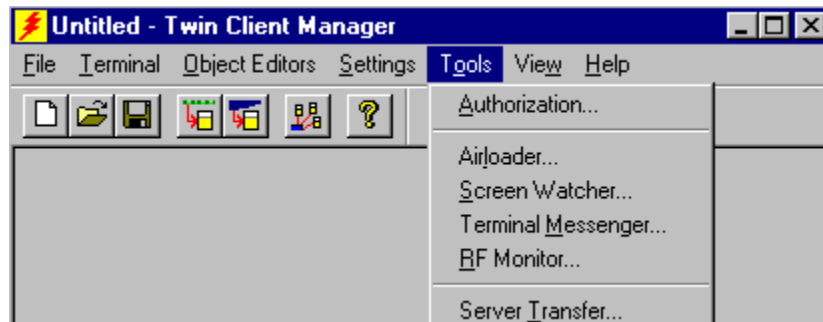 Untitled - Twin Client Manager
File Terminal Object Editors Settings Tools View Help
Authorization...
Airloader...
Screen Watcher...
Terminal Messenger...
RF Monitor...
Server Transfer...